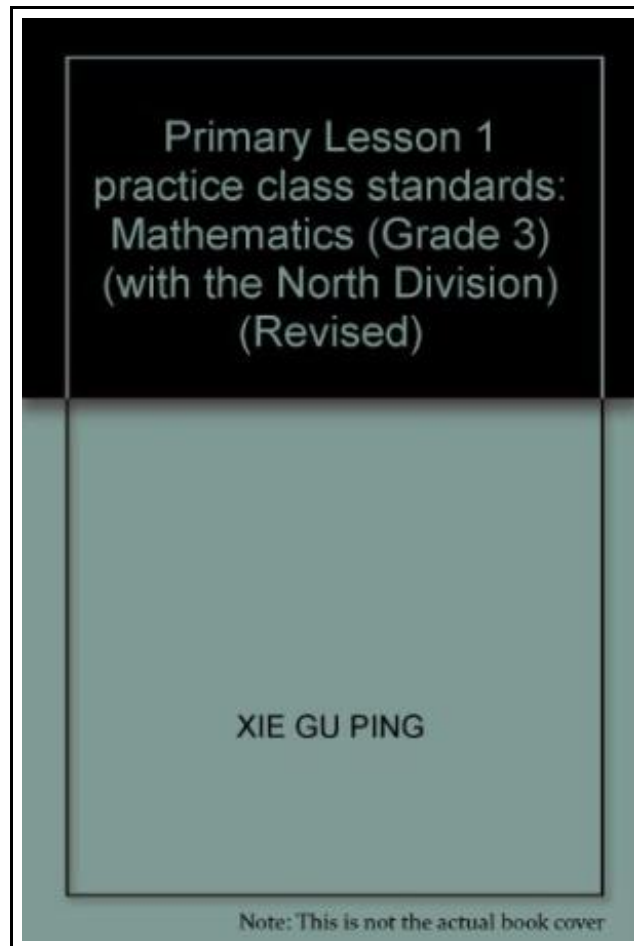 Primary Lesson 1
practice class standards:
Mathematics (Grade 3)
(with the North Division)
(Revised)
XIE GU PING
Note: This is not the actual book cover